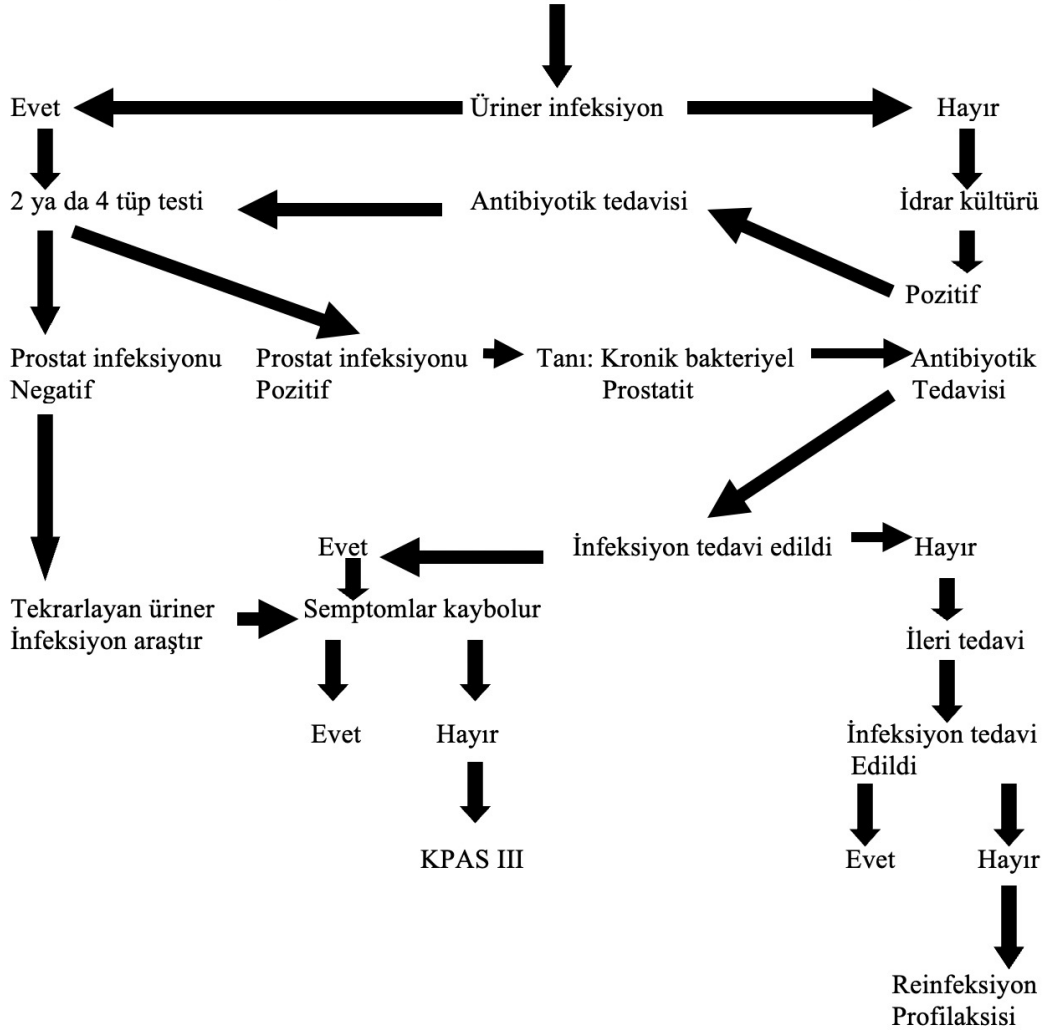 Evet
Üriner infeksiyon
Hayır
2 ya da 4 tüp testi
Antibiyotik tedavisi
İdrar kültürü
Pozitif
Prostat infeksiyonu
Negatif
Prostat infeksiyonu
Pozitif
Tanı: Kronik bakteriyel
Prostatit
Antibiyotik
Tedavisi
Evet
İnfeksiyon tedavi edildi
Hayır
Tekrarlayan üriner
İnfeksiyon araştır
Semptomlar kaybolur
İleri tedavi
Evet
Hayır
İnfeksiyon tedavi
Edildi
KPAS III
Evet
Hayır
Reinfeksiyon
Profilaksisi